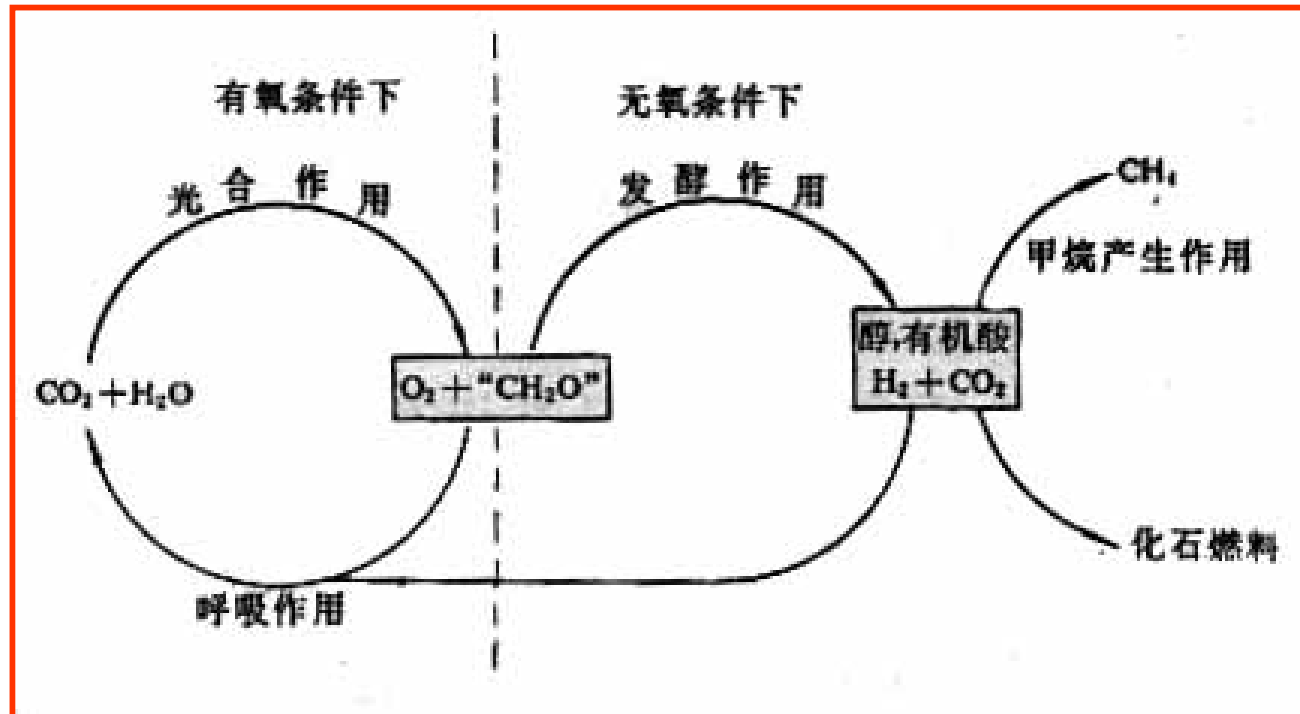 有氧条件下
无氧条件下
光合作用
发酵作用
CH₄
甲烷产生作用
CO₂+H₂O
O₂+“CH₂O”
醇,有机酸
H₂+CO₂
化石燃料
呼吸作用